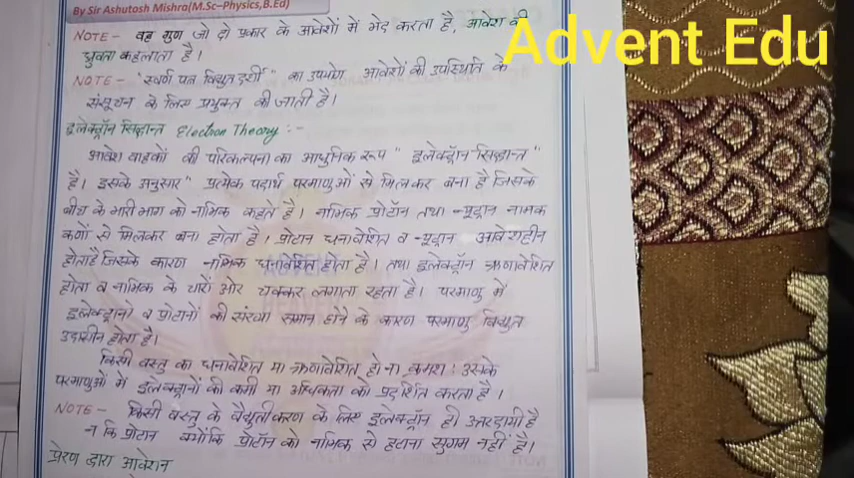 By Sir Ashutosh Mishra(M.Sc–Physics,B.Ed)
Advent Edu
NOTE - वह गुण जो दो प्रकार के आवेशों में भेद करता है, आवेश की
ध्रुवता कहलाता है।
NOTE - "स्वर्ण पत्र विद्युतदर्शी" का उपयोग आवेशों की उपस्थिति के
संसूचन के लिए प्रयुक्त की जाती है।
इलेक्ट्रॉन सिद्धान्त Electron Theory :-
आवेश वाहकों की परिकल्पना का आधुनिक रूप "इलेक्ट्रॉन सिद्धान्त"
है। इसके अनुसार "प्रत्येक पदार्थ परमाणुओं से मिलकर बना है जिसके
बीच के भारी भाग को नाभिक कहते है। नाभिक प्रोटॉन तथा न्यूट्रान नामक
कणों से मिलकर बना होता है। प्रोटान धनावेशित व न्यूट्रान आवेशहीन
होता है जिसके कारण नाभिक धनावेशित होता है। तथा इलेक्ट्रॉन ऋणावेशित
होता व नाभिक के चारों ओर चक्कर लगाता रहता है। परमाणु में
इलेक्ट्रानों व प्रोटानों की संख्या समान होने के कारण परमाणु विद्युत
उदासीन होता है।
किसी वस्तु का धनावेशित या ऋणावेशित होना क्रमशः उसके
परमाणुओं में इलेक्ट्रानों की कमी या अधिकता को प्रदर्शित करता है।
NOTE - किसी वस्तु के वैद्युतीकरण के लिए इलेक्ट्रॉन ही उत्तरदायी है
न कि प्रोटान क्योंकि प्रोटॉन को नाभिक से हटाना सुगम नहीं है।
प्रेरण द्वारा आवेशन